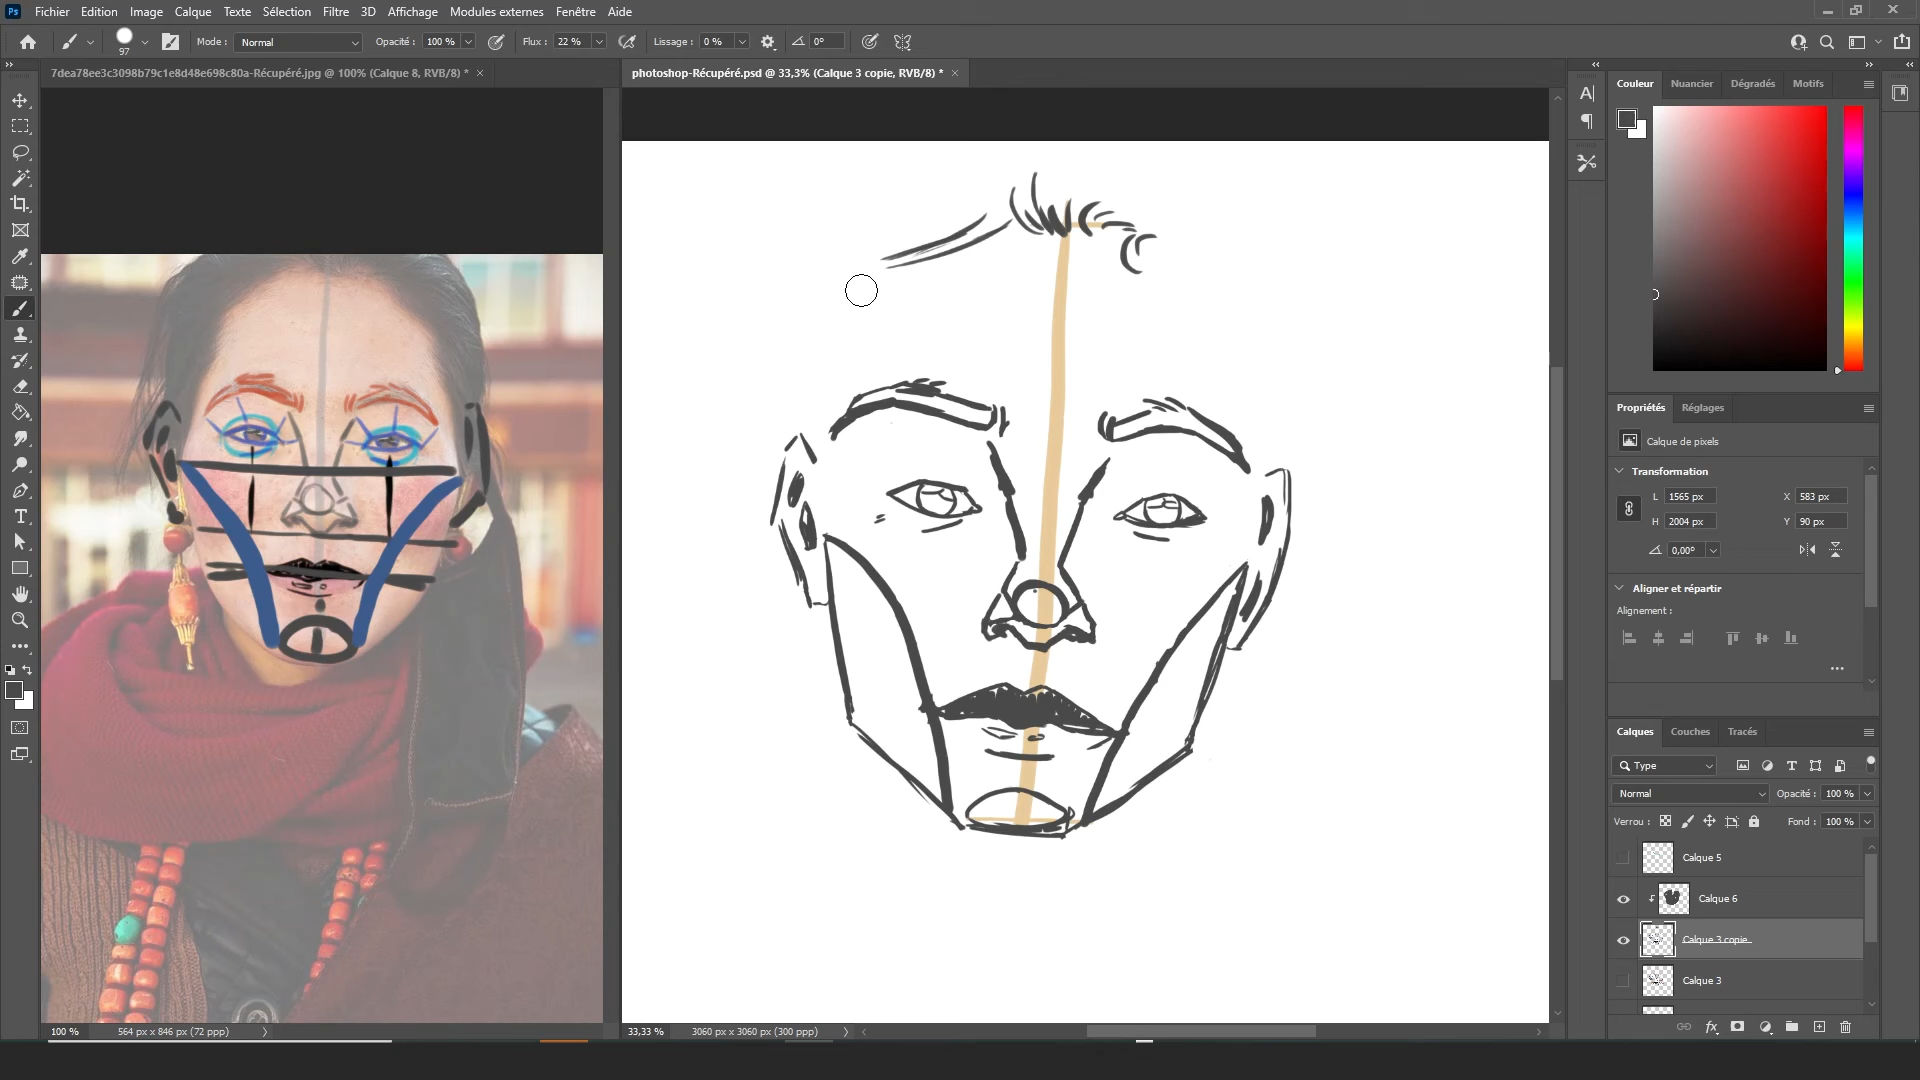 Ps Fichier Edition Image Calque Texte Sélection Filtre 3D Affichage Modules externes Fenêtre Aide
97 Mode : Normal Opacité : 100 % Flux : 22 % Lissage : 0 % 0°
7dea78ee3c3098b79c1e8d48e698c80a-Récupéré.jpg @ 100% (Calque 8, RVB/8) *
photoshop-Récupéré.psd @ 33,3% (Calque 3 copie, RVB/8) *
Couleur Nuancier Dégradés Motifs
Propriétés Réglages
Calque de pixels
Transformation
L 1565 px X 583 px
H 2004 px Y 90 px
0,00°
Aligner et répartir
Alignement :
Calques Couches Tracés
Type
Normal Opacité : 100 %
Verrou : Fond : 100 %
Calque 5
Calque 6
Calque 3 copie
Calque 3
fx
100 % 564 px x 846 px (72 ppp)
33,33 % 3060 px x 3060 px (300 ppp)